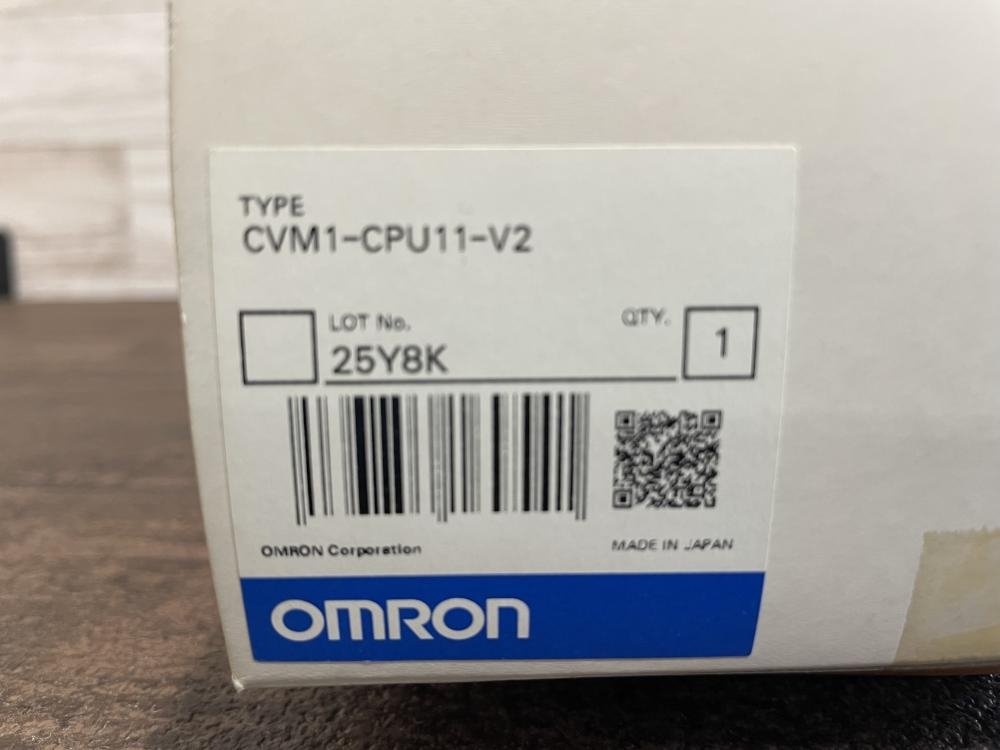 TYPE
CVM1-CPU11-V2
LOT No. QTY.
25Y8K 1
OMRON Corporation MADE IN JAPAN
OMRON